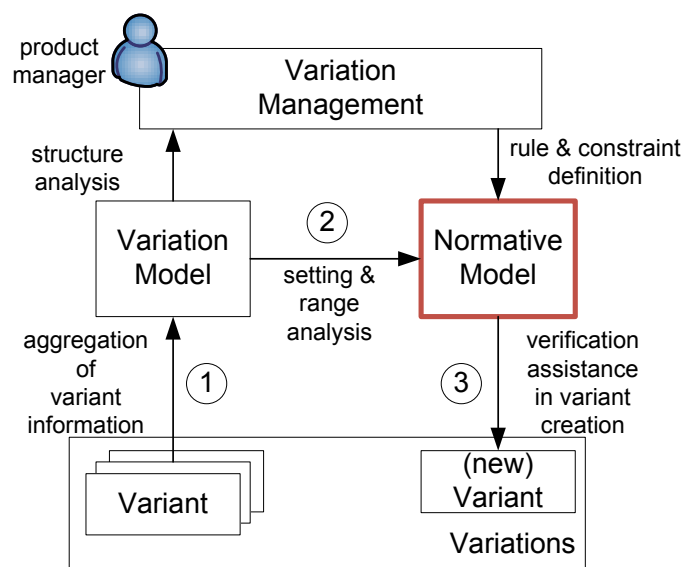 product
manager
Variation
Management
structure
analysis
rule & constraint
definition
Variation
Model
2
setting &
range
analysis
Normative
Model
aggregation
of
variant
information
1
3
verification
assistance
in variant
creation
Variant
(new)
Variant
Variations